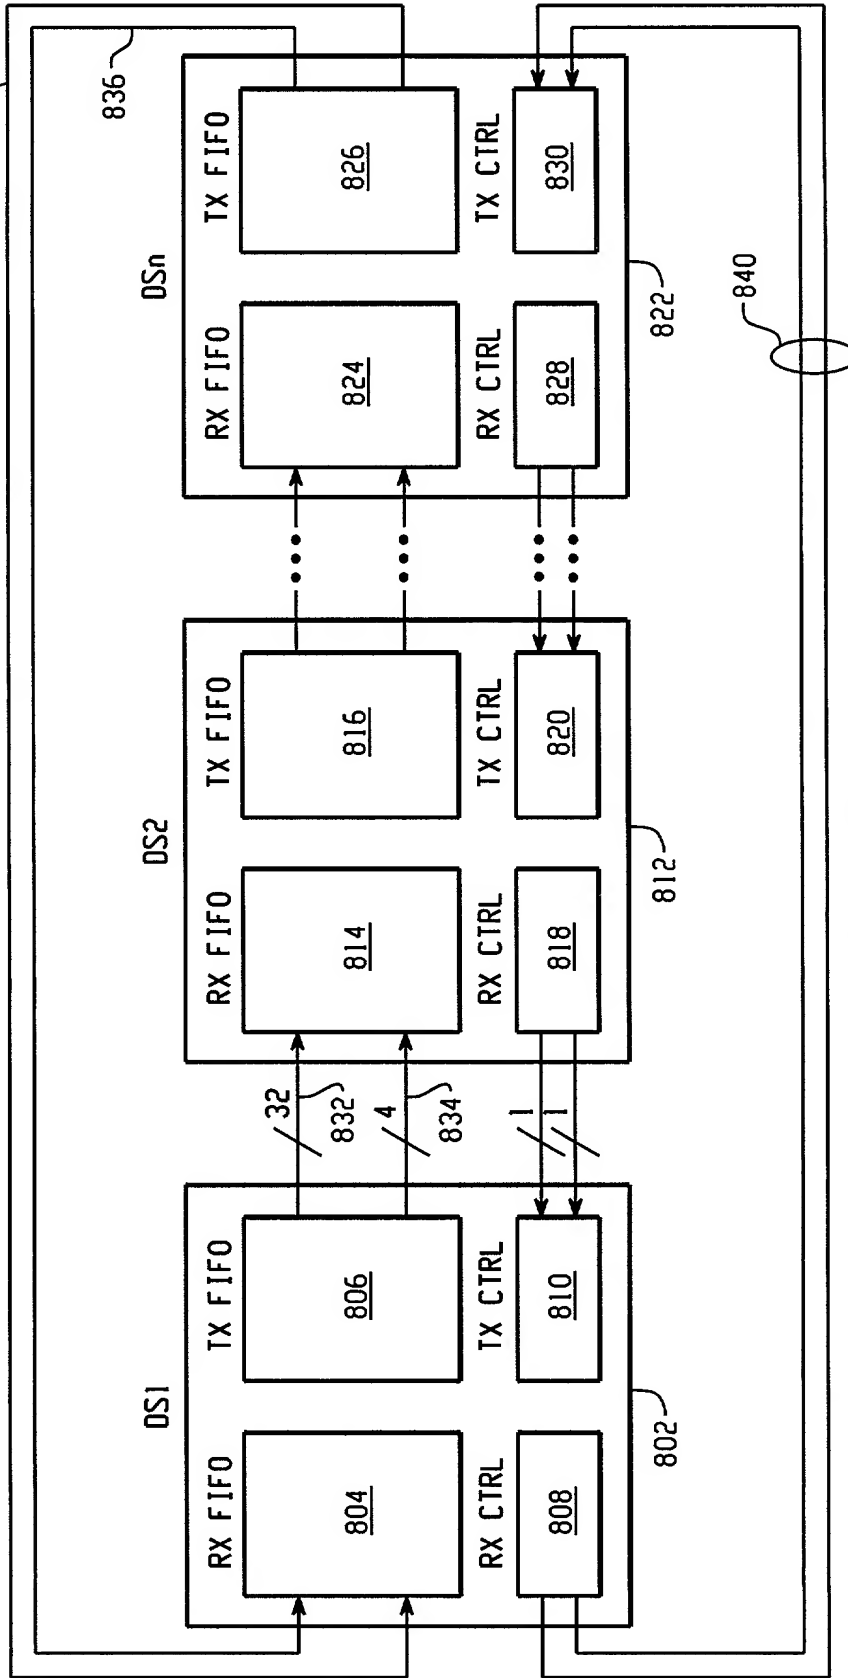 DS1
RX FIFO
804
TX FIFO
806
RX CTRL
808
TX CTRL
810
802
32
832
4
834
1
1
DS2
RX FIFO
814
TX FIFO
816
RX CTRL
818
TX CTRL
820
812
DSn
RX FIFO
824
TX FIFO
826
RX CTRL
828
TX CTRL
830
822
836
840